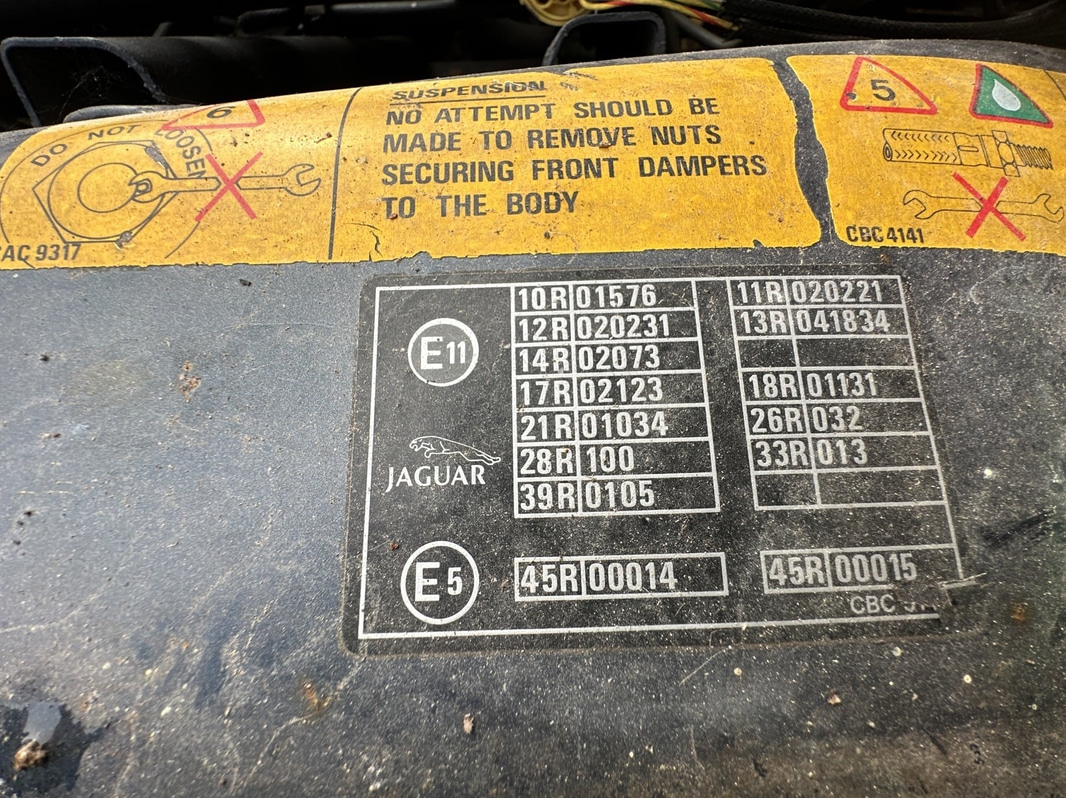 DO NOT LOOSEN
6
AC 9317
SUSPENSION
NO ATTEMPT SHOULD BE
MADE TO REMOVE NUTS
SECURING FRONT DAMPERS
TO THE BODY
5
CBC 4141
E11
JAGUAR
E5
10R 01576
12R 020231
14R 02073
17R 02123
21R 01034
28R 100
39R 0105
45R 00014
11R 020221
13R 041834
18R 01131
26R 032
33R 013
45R 00015
CBC